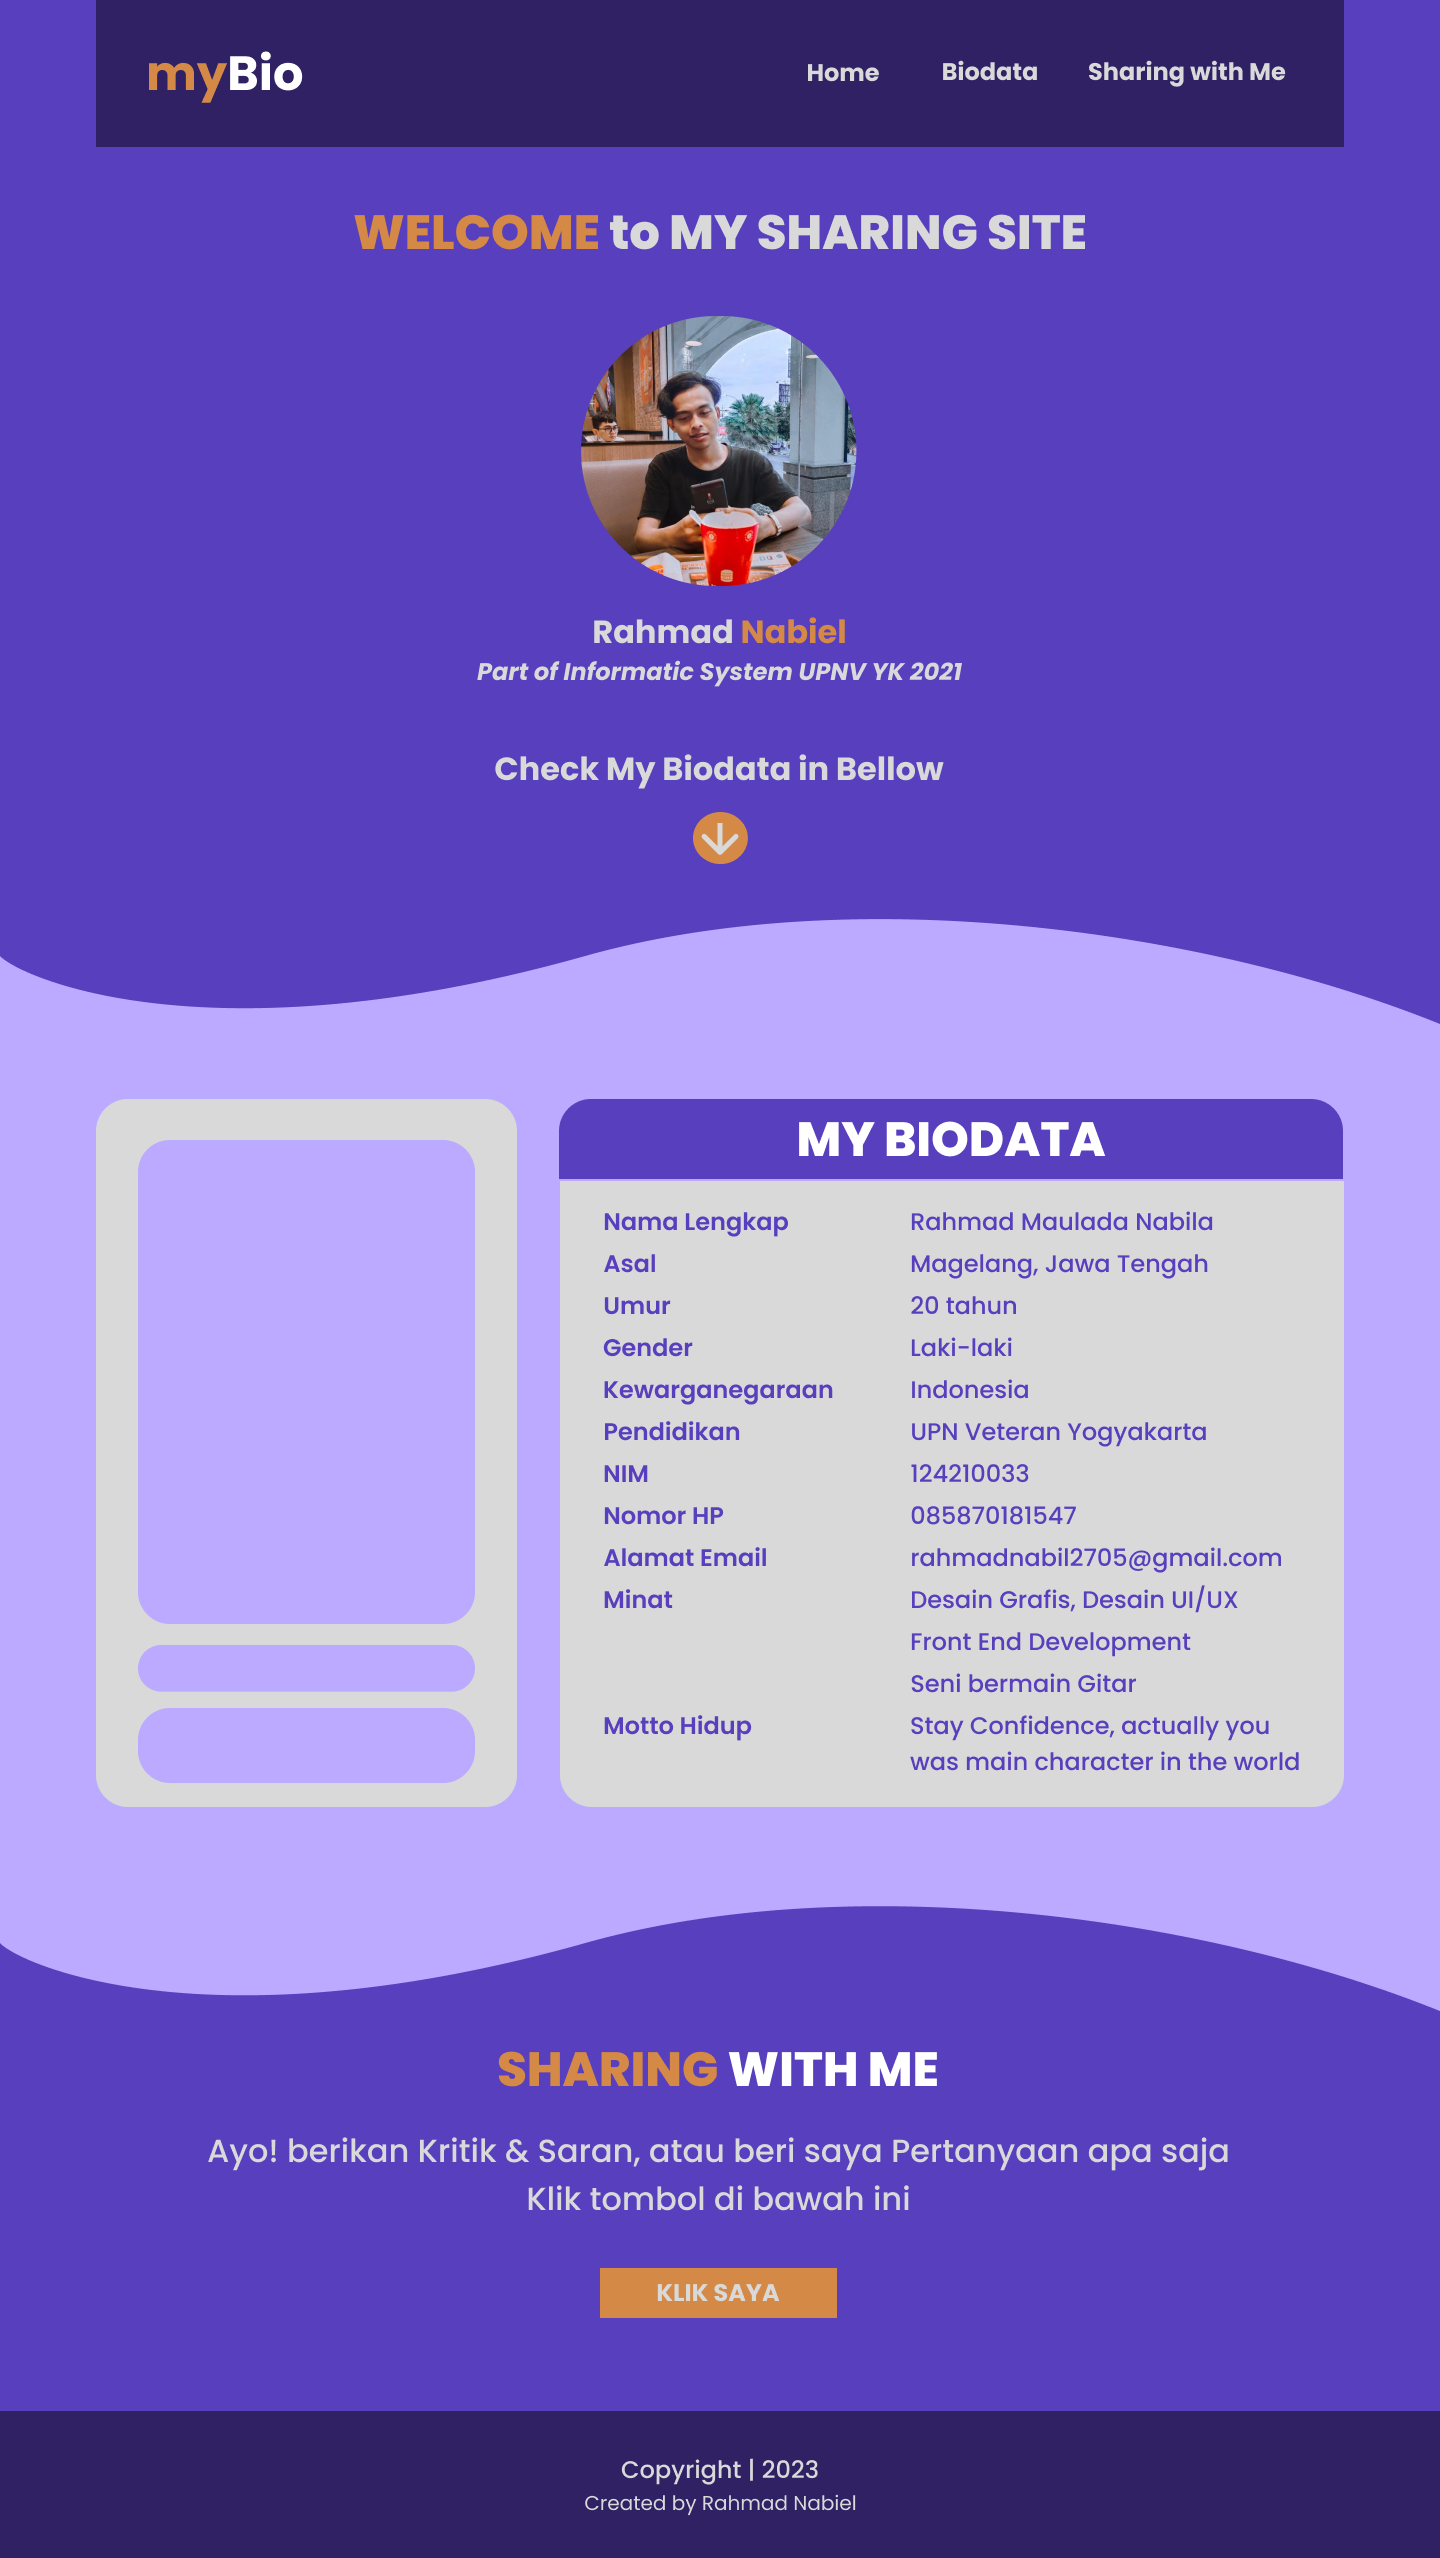 myBio
Home Biodata Sharing with Me
WELCOME to MY SHARING SITE
Rahmad Nabiel
Part of Informatic System UPNV YK 2021
Check My Biodata in Bellow
MY BIODATA
Nama Lengkap Rahmad Maulada Nabila
Asal Magelang, Jawa Tengah
Umur 20 tahun
Gender Laki-laki
Kewarganegaraan Indonesia
Pendidikan UPN Veteran Yogyakarta
NIM 124210033
Nomor HP 085870181547
Alamat Email rahmadnabil2705@gmail.com
Minat Desain Grafis, Desain UI/UX
Front End Development
Seni bermain Gitar
Motto Hidup Stay Confidence, actually you
was main character in the world
SHARING WITH ME
Ayo! berikan Kritik & Saran, atau beri saya Pertanyaan apa saja
Klik tombol di bawah ini
KLIK SAYA
Copyright | 2023
Created by Rahmad Nabiel